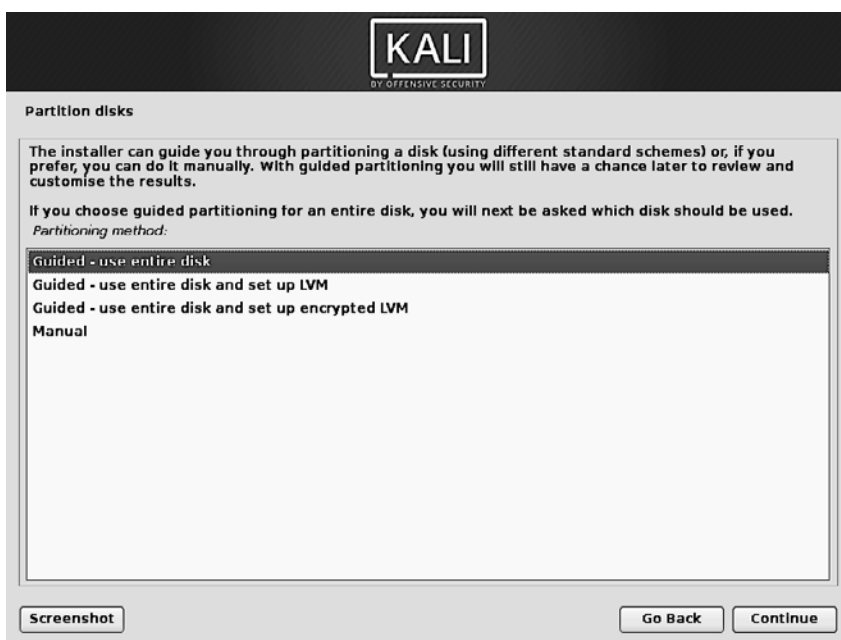 KALI
BY OFFENSIVE SECURITY
Partition disks
The installer can guide you through partitioning a disk (using different standard schemes) or, if you
prefer, you can do it manually. With guided partitioning you will still have a chance later to review and
customise the results.
If you choose guided partitioning for an entire disk, you will next be asked which disk should be used.
Partitioning method:
Guided - use entire disk
Guided - use entire disk and set up LVM
Guided - use entire disk and set up encrypted LVM
Manual
Screenshot
Go Back
Continue